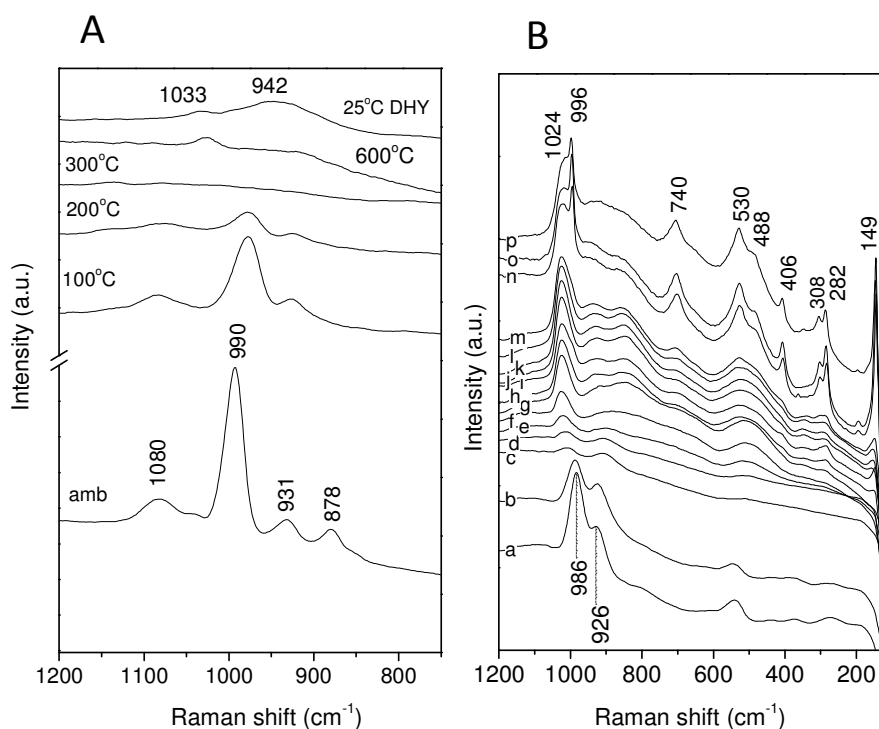 A
B
1033
942
25°C DHY
600°C
300°C
200°C
100°C
990
1080
amb
931
878
Intensity (a.u.)
1200 1100 1000 900 800
Raman shift (cm⁻¹)
1024
996
740
530
488
406
308
282
149
p
o
n
m
l
k
j
i
h
g
f
e
d
c
b
a
986
926
Intensity (a.u.)
1200 1000 800 600 400 200
Raman shift (cm⁻¹)